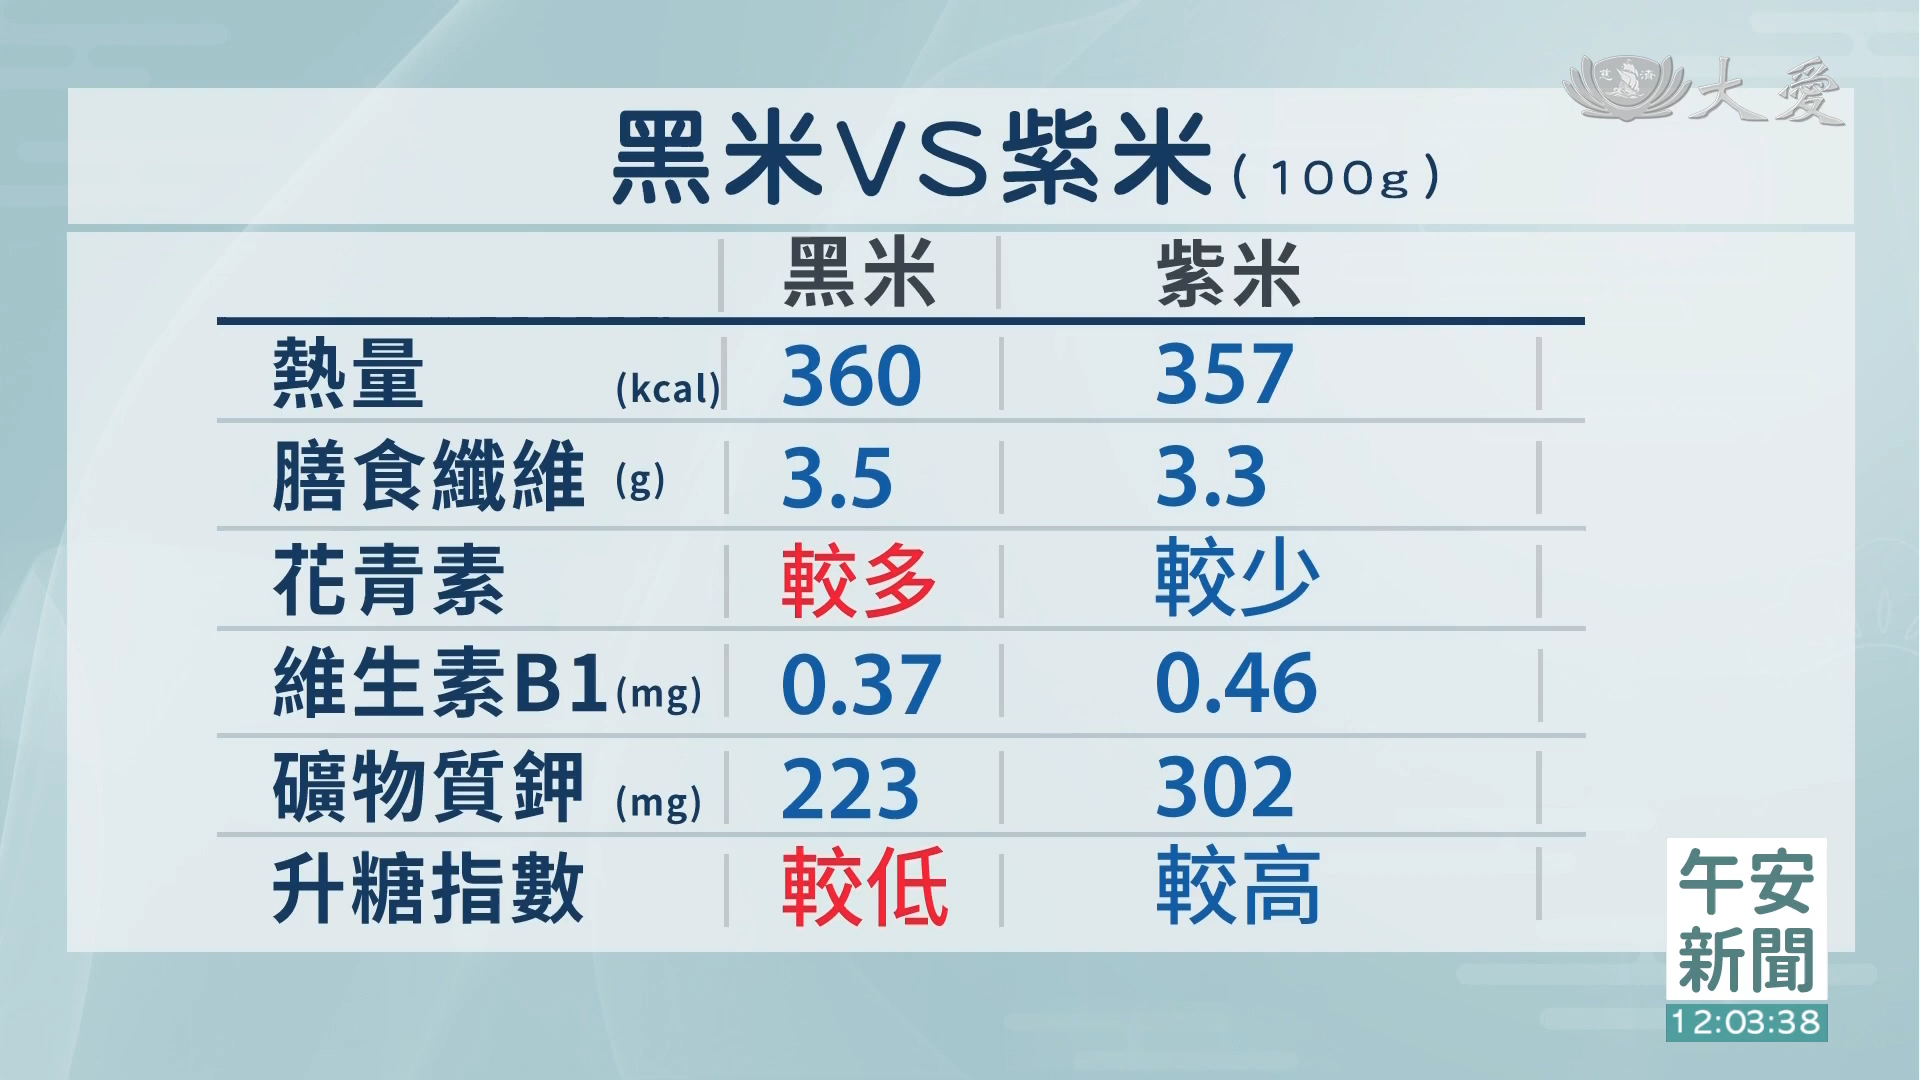 慈濟 大愛
黑米VS紫米(100g)
黑米 紫米
熱量 (kcal) 360 357
膳食纖維 (g) 3.5 3.3
花青素 較多 較少
維生素B1(mg) 0.37 0.46
礦物質鉀 (mg) 223 302
升糖指數 較低 較高
午安
新聞
12:03:38